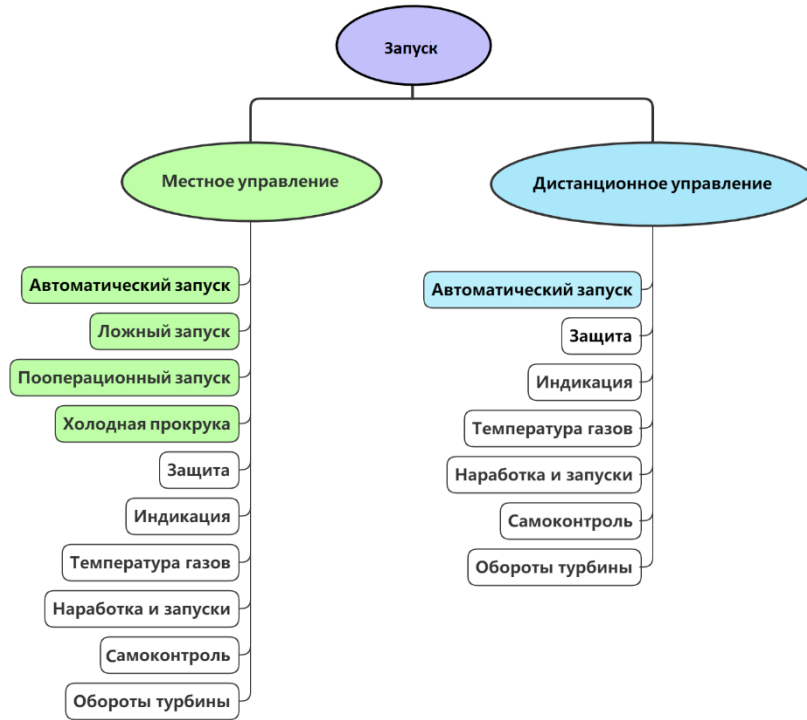 Запуск
Местное управление
Автоматический запуск
Ложный запуск
Пооперационный запуск
Холодная прокрука
Защита
Индикация
Температура газов
Наработка и запуски
Самоконтроль
Обороты турбины
Дистанционное управление
Автоматический запуск
Защита
Индикация
Температура газов
Наработка и запуски
Самоконтроль
Обороты турбины